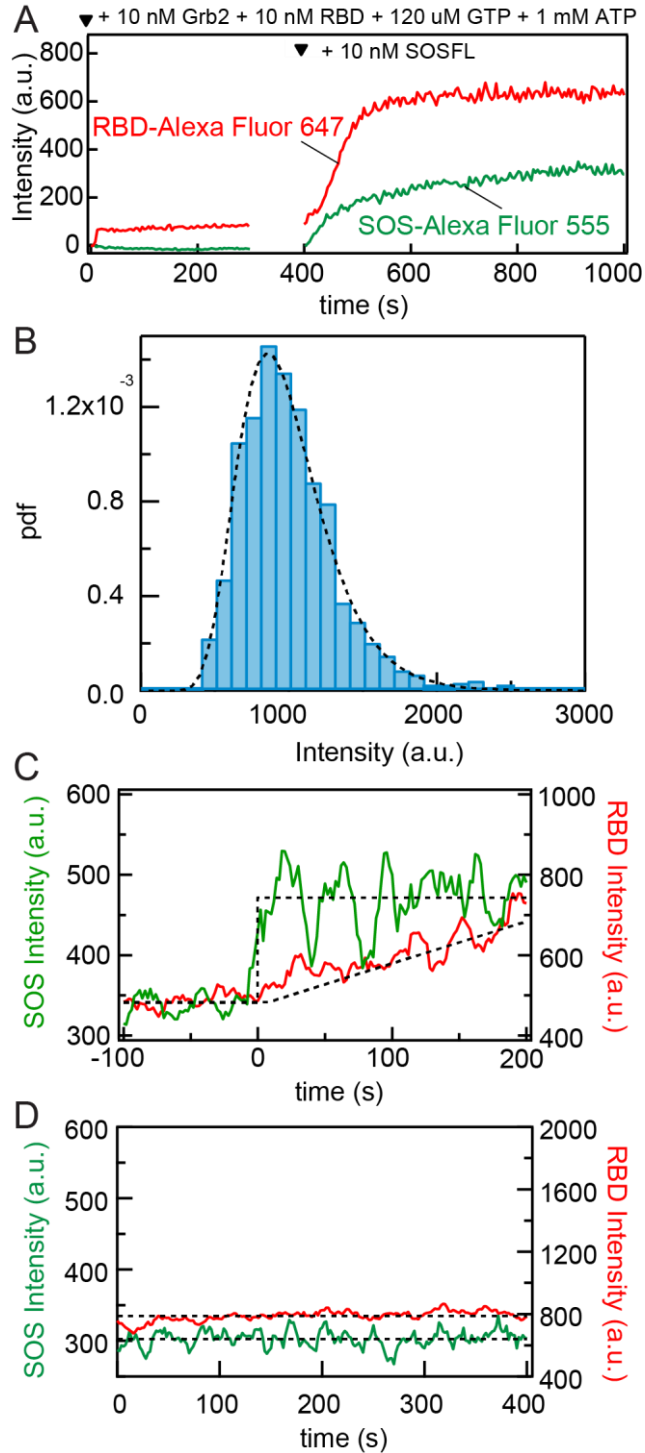 A
+ 10 nM Grb2 + 10 nM RBD + 120 uM GTP + 1 mM ATP
+ 10 nM SOSFL
Intensity (a.u.)
800
600
400
200
0
RBD-Alexa Fluor 647
SOS-Alexa Fluor 555
0 200 400 600 800 1000
time (s)
B
pdf
1.2x10
-3
0.8
0.4
0.0
0 1000 2000 3000
Intensity (a.u.)
C
SOS Intensity (a.u.)
600
500
400
300
RBD Intensity (a.u.)
1000
800
600
400
-100 0 100 200
time (s)
D
SOS Intensity (a.u.)
600
500
400
300
RBD Intensity (a.u.)
2000
1600
1200
800
400
0 100 200 300 400
time (s)